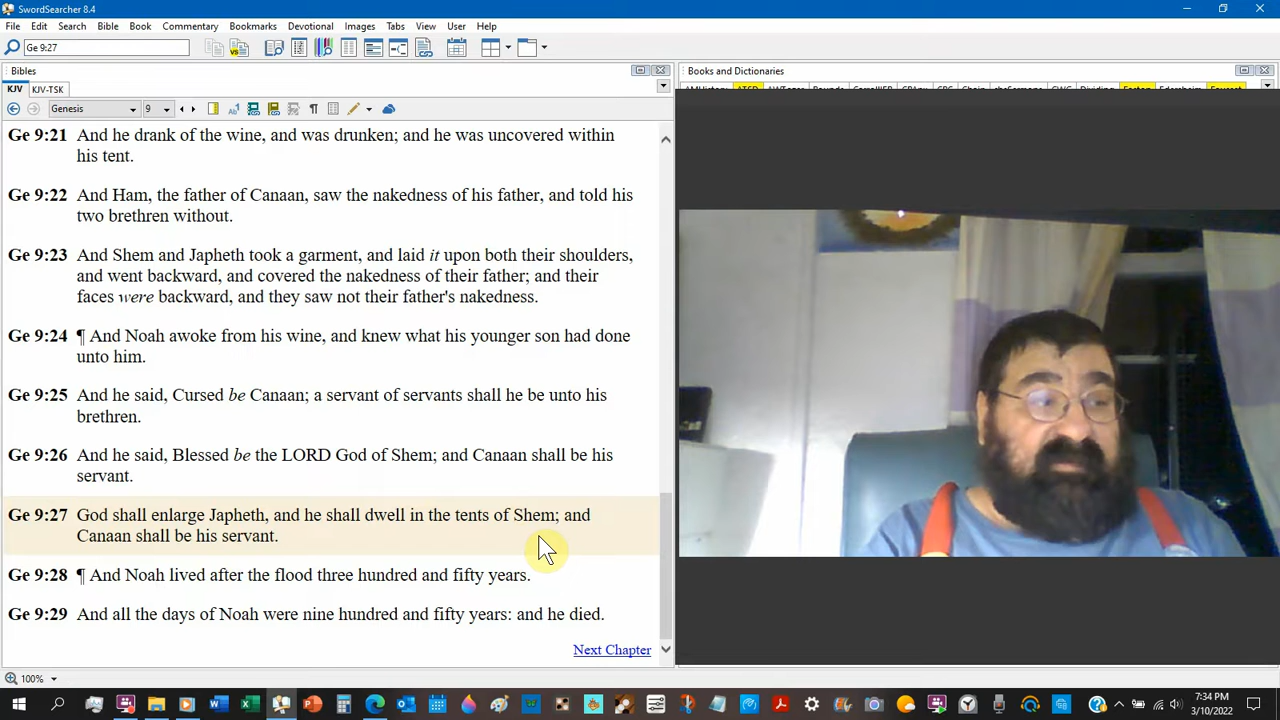 SwordSearcher 8.4
File Edit Search Bible Book Commentary Bookmarks Devotional Images Tabs View User Help
Ge 9:27
Bibles
Books and Dictionaries
KJV KJV-TSK
Genesis 9
Ge 9:21 And he drank of the wine, and was drunken; and he was uncovered within
his tent.
Ge 9:22 And Ham, the father of Canaan, saw the nakedness of his father, and told his
two brethren without.
Ge 9:23 And Shem and Japheth took a garment, and laid it upon both their shoulders,
and went backward, and covered the nakedness of their father; and their
faces were backward, and they saw not their father's nakedness.
Ge 9:24 ¶ And Noah awoke from his wine, and knew what his younger son had done
unto him.
Ge 9:25 And he said, Cursed be Canaan; a servant of servants shall he be unto his
brethren.
Ge 9:26 And he said, Blessed be the LORD God of Shem; and Canaan shall be his
servant.
Ge 9:27 God shall enlarge Japheth, and he shall dwell in the tents of Shem; and
Canaan shall be his servant.
Ge 9:28 ¶ And Noah lived after the flood three hundred and fifty years.
Ge 9:29 And all the days of Noah were nine hundred and fifty years: and he died.
Next Chapter
100%
7:34 PM
3/10/2022